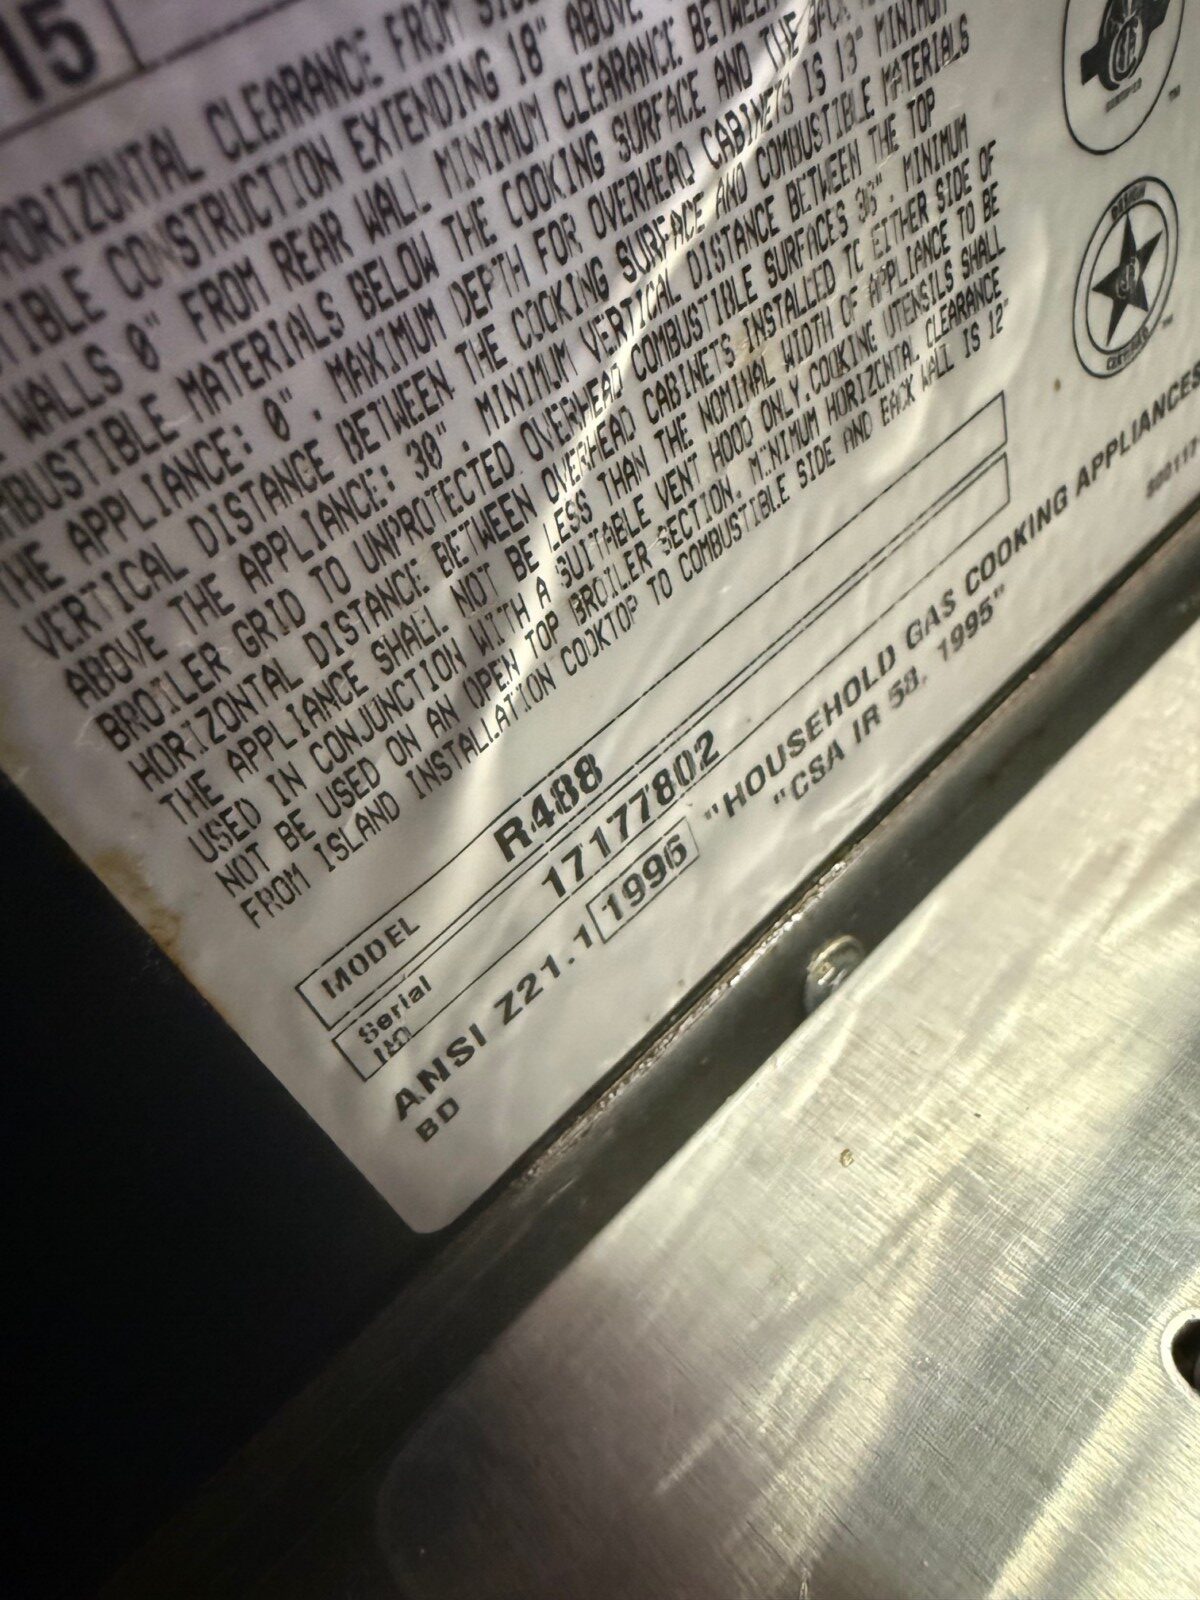 15
HORIZONTAL CLEARANCE FROM SIDE
TIBLE CONSTRUCTION EXTENDING 18" ABOVE
WALLS 0" FROM REAR WALL MINIMUM CLEARANCE BETWEEN
MBUSTIBLE MATERIALS BELOW THE COOKING SURFACE AND THE
THE APPLIANCE: 0". MAXIMUM DEPTH FOR OVERHEAD CABINETS IS 13" MINIMUM
VERTICAL DISTANCE BETWEEN THE COOKING SURFACE AND COMBUSTIBLE MATERIALS
ABOVE THE APPLIANCE: 30". MINIMUM VERTICAL DISTANCE BETWEEN THE TOP
BROILER GRID TO UNPROTECTED OVERHEAD COMBUSTIBLE SURFACES 36". MINIMUM
HORIZONTAL DISTANCE BETWEEN OVERHEAD CABINETS INSTALLED TO EITHER SIDE OF
THE APPLIANCE SHALL NOT BE LESS THAN THE NOMINAL WIDTH OF APPLIANCE TO BE
USED IN CONJUNCTION WITH A SUITABLE VENT HOOD ONLY.COOKING UTENSILS SHALL
NOT BE USED ON AN OPEN TOP BROILER SECTION. MINIMUM HORIZONTAL CLEARANCE
FROM ISLAND INSTALLATION COOKTOP TO COMBUSTIBLE SIDE AND BACK WALL IS 12"
MODEL R488
Serial
No 17177802
ANSI Z21.1 1996 "HOUSEHOLD GAS COOKING APPLIANCES
BD "CSA IR 58, 1995"